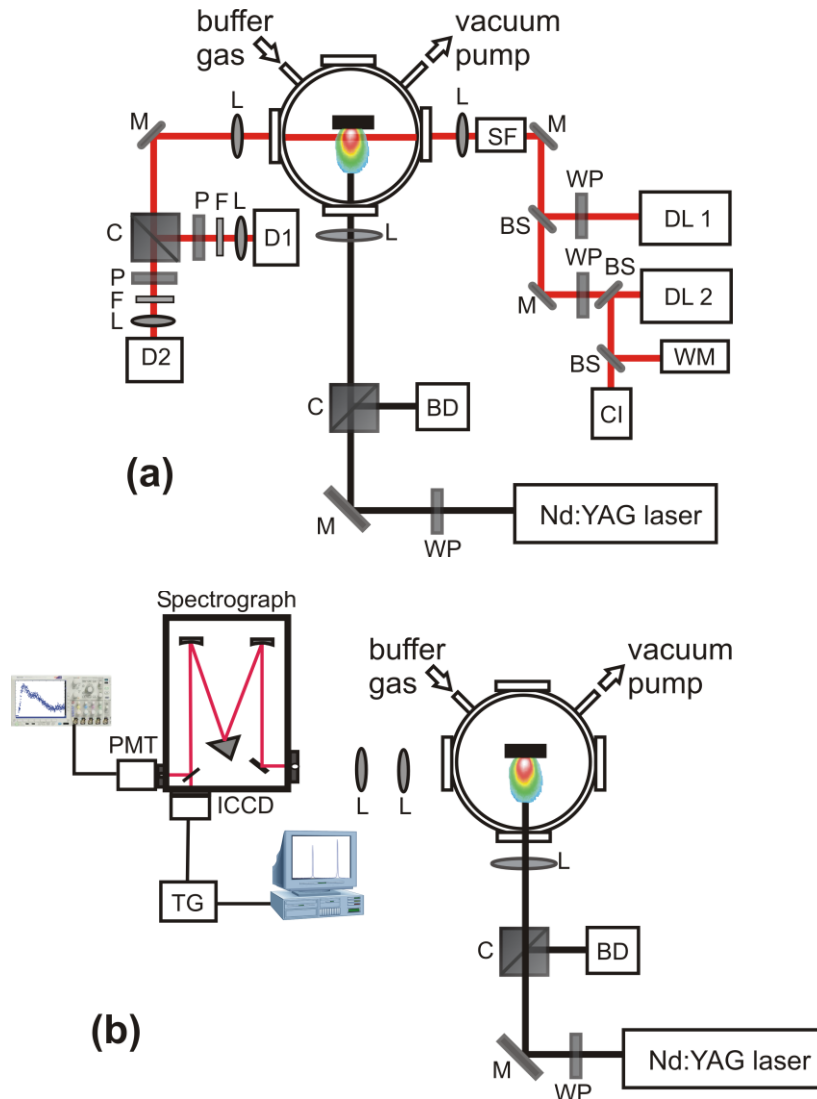 buffer
gas
vacuum
pump
M
L
L
SF
M
P
F
L
C
D1
WP
DL 1
BS
P
F
L
D2
L
M
WP
BS
DL 2
BS
WM
CI
C
BD
(a)
M
WP
Nd:YAG laser
Spectrograph
buffer
gas
vacuum
pump
PMT
ICCD
L
L
L
TG
C
BD
(b)
M
WP
Nd:YAG laser